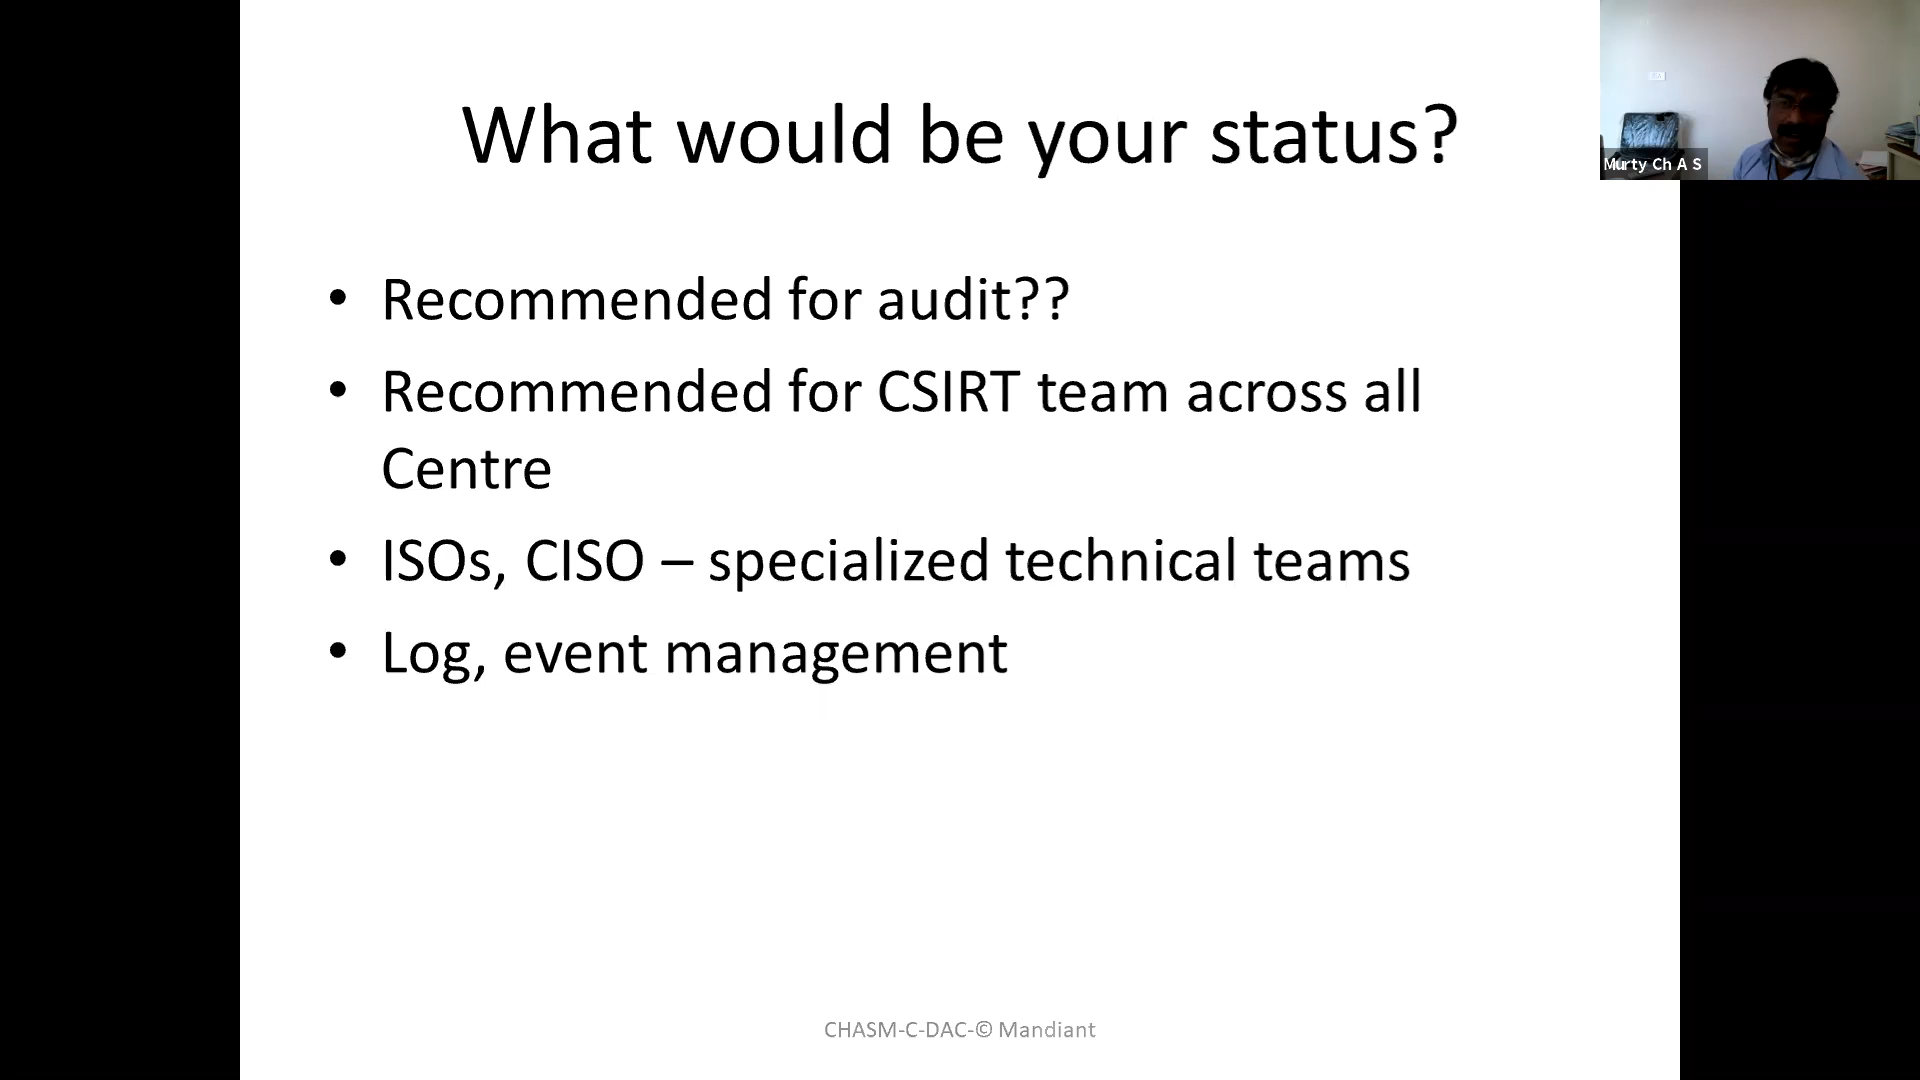 What would be your status?
Murty Ch A S
• Recommended for audit??
• Recommended for CSIRT team across all
Centre
• ISOs, CISO – specialized technical teams
• Log, event management
CHASM-C-DAC-© Mandiant